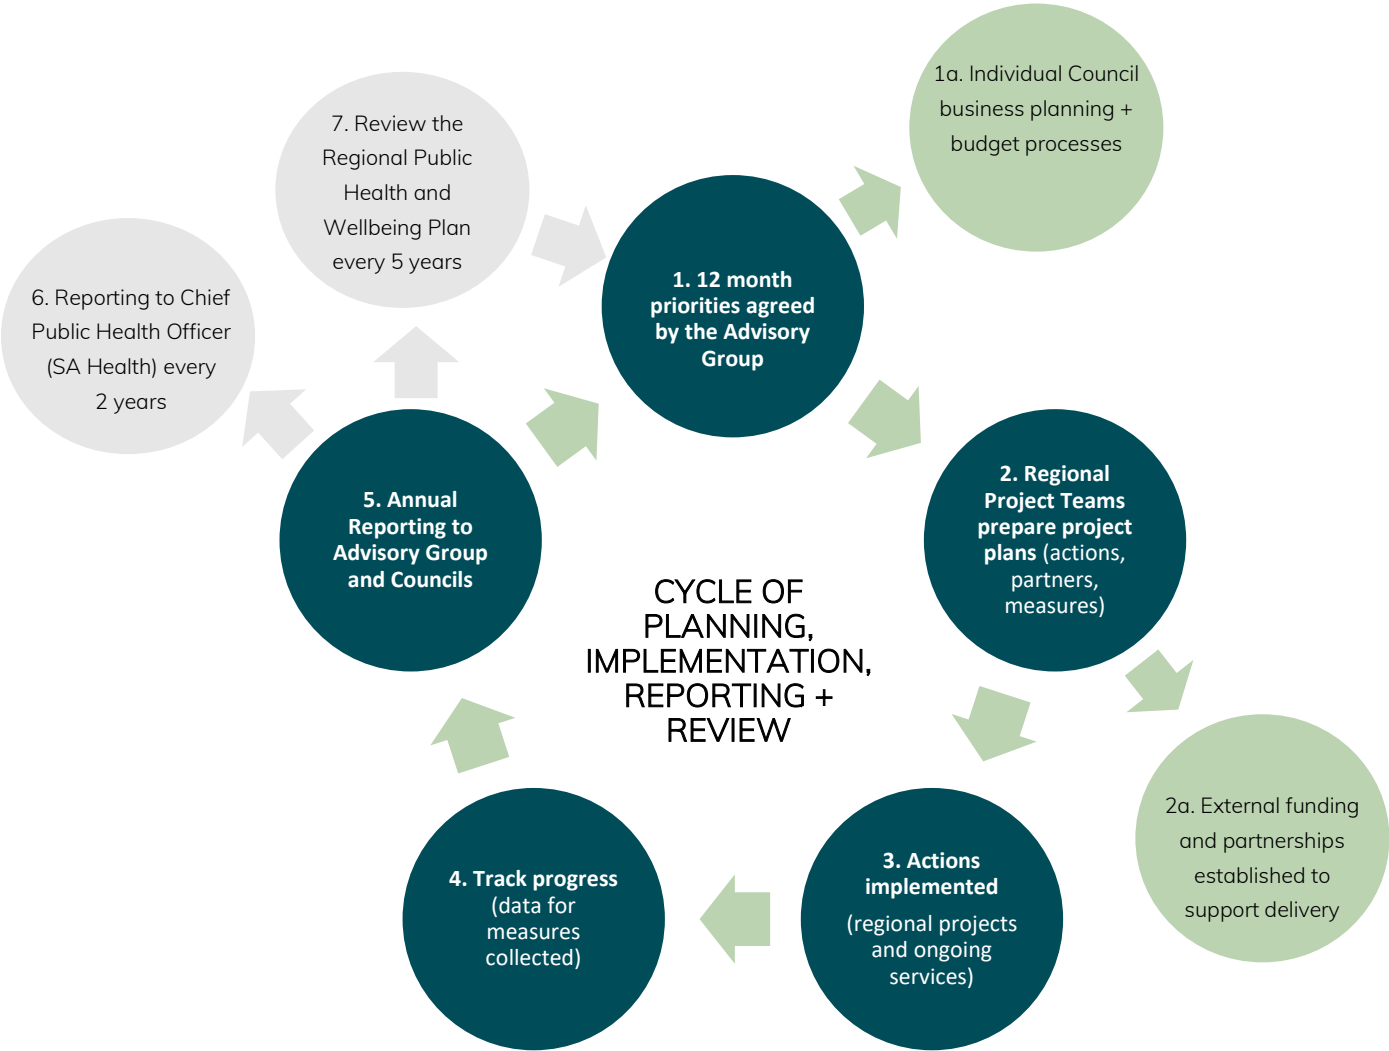 1a. Individual Council
business planning +
budget processes
7. Review the
Regional Public
Health and
Wellbeing Plan
every 5 years
1. 12 month
priorities agreed
by the Advisory
Group
6. Reporting to Chief
Public Health Officer
(SA Health) every
2 years
2. Regional
Project Teams
prepare project
plans (actions,
partners,
measures)
5. Annual
Reporting to
Advisory Group
and Councils
CYCLE OF
PLANNING,
IMPLEMENTATION,
REPORTING +
REVIEW
2a. External funding
and partnerships
established to
support delivery
3. Actions
implemented
(regional projects
and ongoing
services)
4. Track progress
(data for
measures
collected)